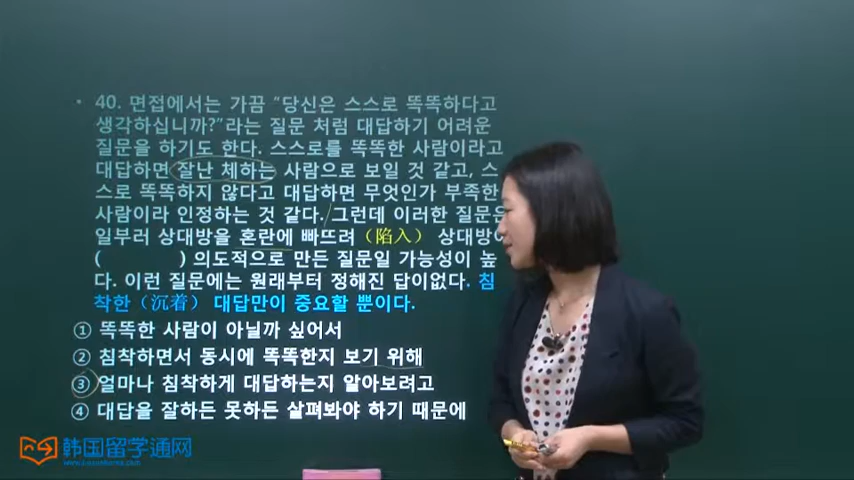 40. 면접에서는 가끔 "당신은 스스로 똑똑하다고
생각하십니까?"라는 질문 처럼 대답하기 어려운
질문을 하기도 한다. 스스로를 똑똑한 사람이라고
대답하면 잘난 체하는 사람으로 보일 것 같고, 스
스로 똑똑하지 않다고 대답하면 무엇인가 부족한
사람이라 인정하는 것 같다. 그런데 이러한 질문은
일부러 상대방을 혼란에 빠뜨려 (陷入) 상대방이
( ) 의도적으로 만든 질문일 가능성이 높
다. 이런 질문에는 원래부터 정해진 답이없다. 침
착한 (沉着) 대답만이 중요할 뿐이다.
① 똑똑한 사람이 아닐까 싶어서
② 침착하면서 동시에 똑똑한지 보기 위해
③ 얼마나 침착하게 대답하는지 알아보려고
④ 대답을 잘하든 못하든 살펴봐야 하기 때문에
韩国留学通网